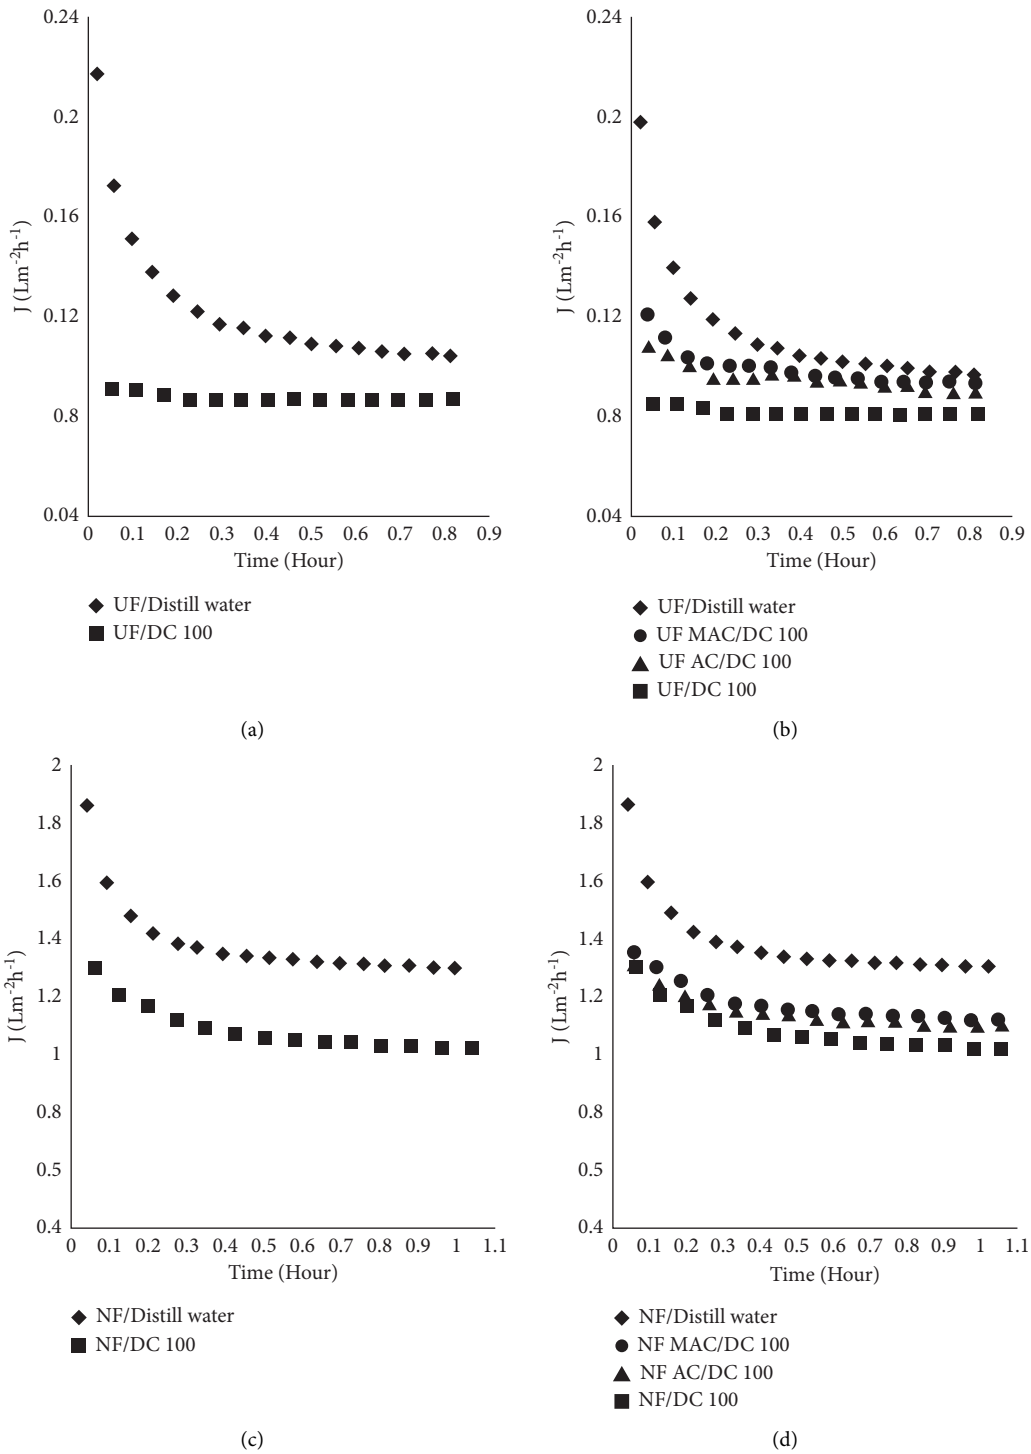 0.24
0.2
0.16
0.12
0.8
0.04
J (Lm-2h-1)
0 0.1 0.2 0.3 0.4 0.5 0.6 0.7 0.8 0.9
Time (Hour)
UF/Distill water
UF/DC 100
(a)
0.24
0.2
0.16
0.12
0.8
0.04
J (Lm-2h-1)
0 0.1 0.2 0.3 0.4 0.5 0.6 0.7 0.8 0.9
Time (Hour)
UF/Distill water
UF MAC/DC 100
UF AC/DC 100
UF/DC 100
(b)
2
1.8
1.6
1.4
1.2
1
0.8
0.5
0.4
J (Lm-2h-1)
0 0.1 0.2 0.3 0.4 0.5 0.6 0.7 0.8 0.9 1 1.1
Time (Hour)
NF/Distill water
NF/DC 100
(c)
2
1.8
1.6
1.4
1.2
1
0.8
0.5
0.4
J (Lm-2h-1)
0 0.1 0.2 0.3 0.4 0.5 0.6 0.7 0.8 0.9 1 1.1
Time (Hour)
NF/Distill water
NF MAC/DC 100
NF AC/DC 100
NF/DC 100
(d)